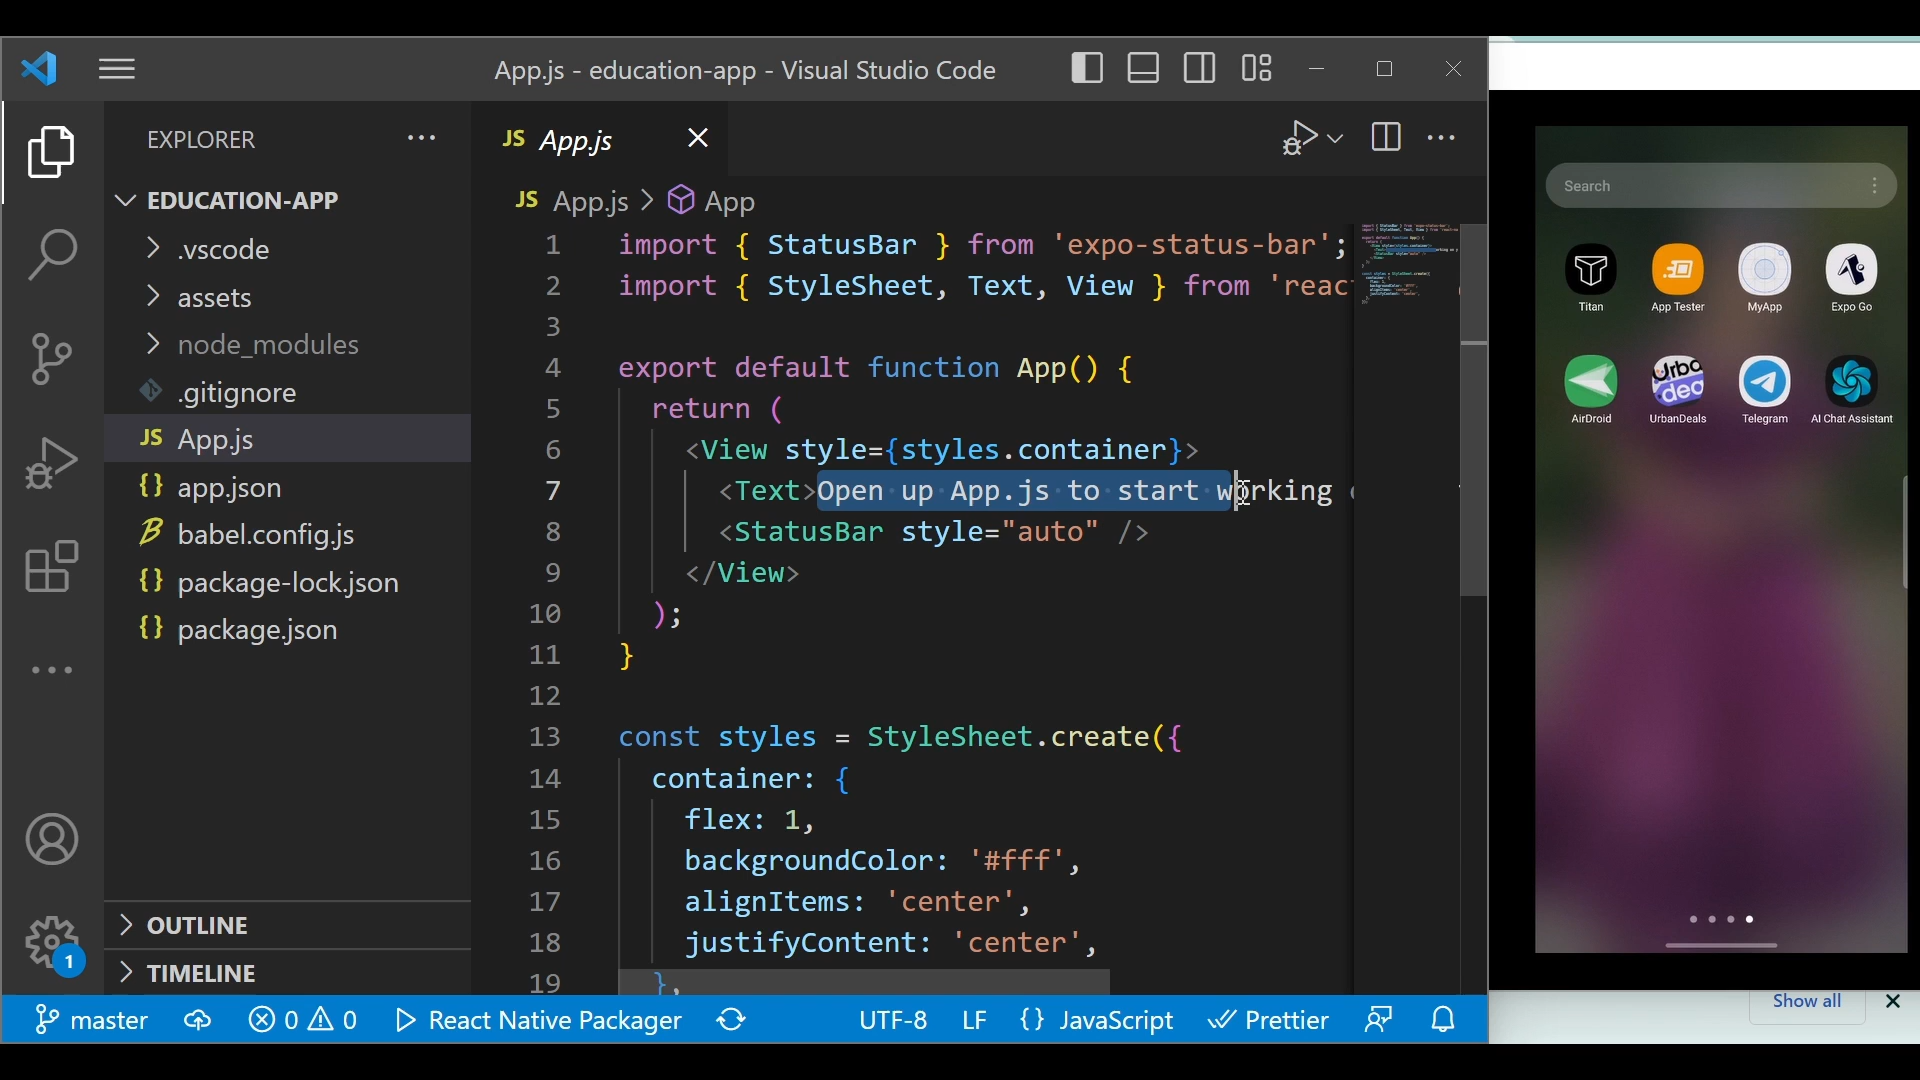 App.js - education-app - Visual Studio Code
EXPLORER
EDUCATION-APP
.vscode
assets
node_modules
.gitignore
JS App.js
{} app.json
babel.config.js
{} package-lock.json
{} package.json
OUTLINE
TIMELINE
1
JS App.js
JS App.js > App
1 import { StatusBar } from 'expo-status-bar';
2 import { StyleSheet, Text, View } from 'reac
3
4 export default function App() {
5 return (
6 <View style={styles.container}>
7 <Text>Open up App.js to start working
8 <StatusBar style="auto" />
9 </View>
10 );
11 }
12
13 const styles = StyleSheet.create({
14 container: {
15 flex: 1,
16 backgroundColor: '#fff',
17 alignItems: 'center',
18 justifyContent: 'center',
19 },
master
0 0
React Native Packager
UTF-8
LF
{} JavaScript
Prettier
Search
Titan
App Tester
MyApp
Expo Go
AirDroid
Urba
dea
UrbanDeals
Telegram
AI Chat Assistant
Show all